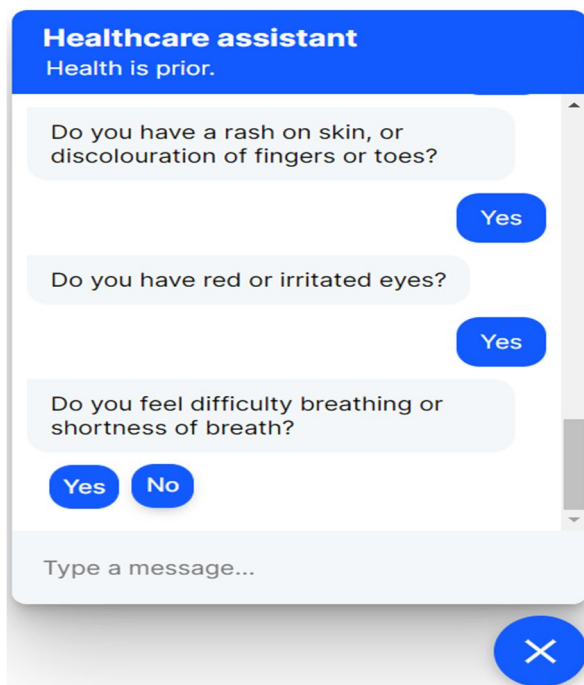 Healthcare assistant
Health is prior.
Do you have a rash on skin, or
discolouration of fingers or toes?
Yes
Do you have red or irritated eyes?
Yes
Do you feel difficulty breathing or
shortness of breath?
Yes No
Type a message...